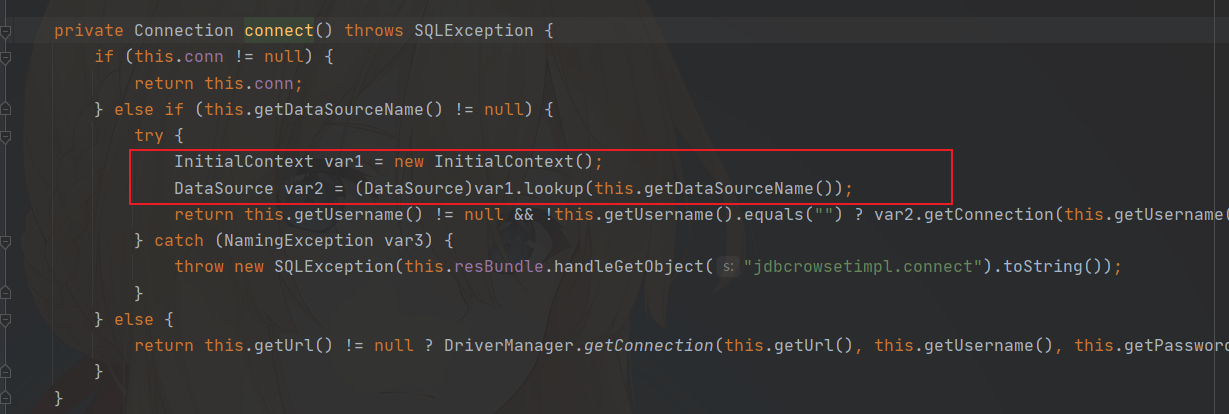 private Connection connect() throws SQLException {
if (this.conn != null) {
return this.conn;
} else if (this.getDataSourceName() != null) {
try {
InitialContext var1 = new InitialContext();
DataSource var2 = (DataSource)var1.lookup(this.getDataSourceName());
return this.getUsername() != null && !this.getUsername().equals("") ? var2.getConnection(this.getUsername(
} catch (NamingException var3) {
throw new SQLException(this.resBundle.handleGetObject( s: "jdbcrowsetimpl.connect").toString());
}
} else {
return this.getUrl() != null ? DriverManager.getConnection(this.getUrl(), this.getUsername(), this.getPassword
}
}